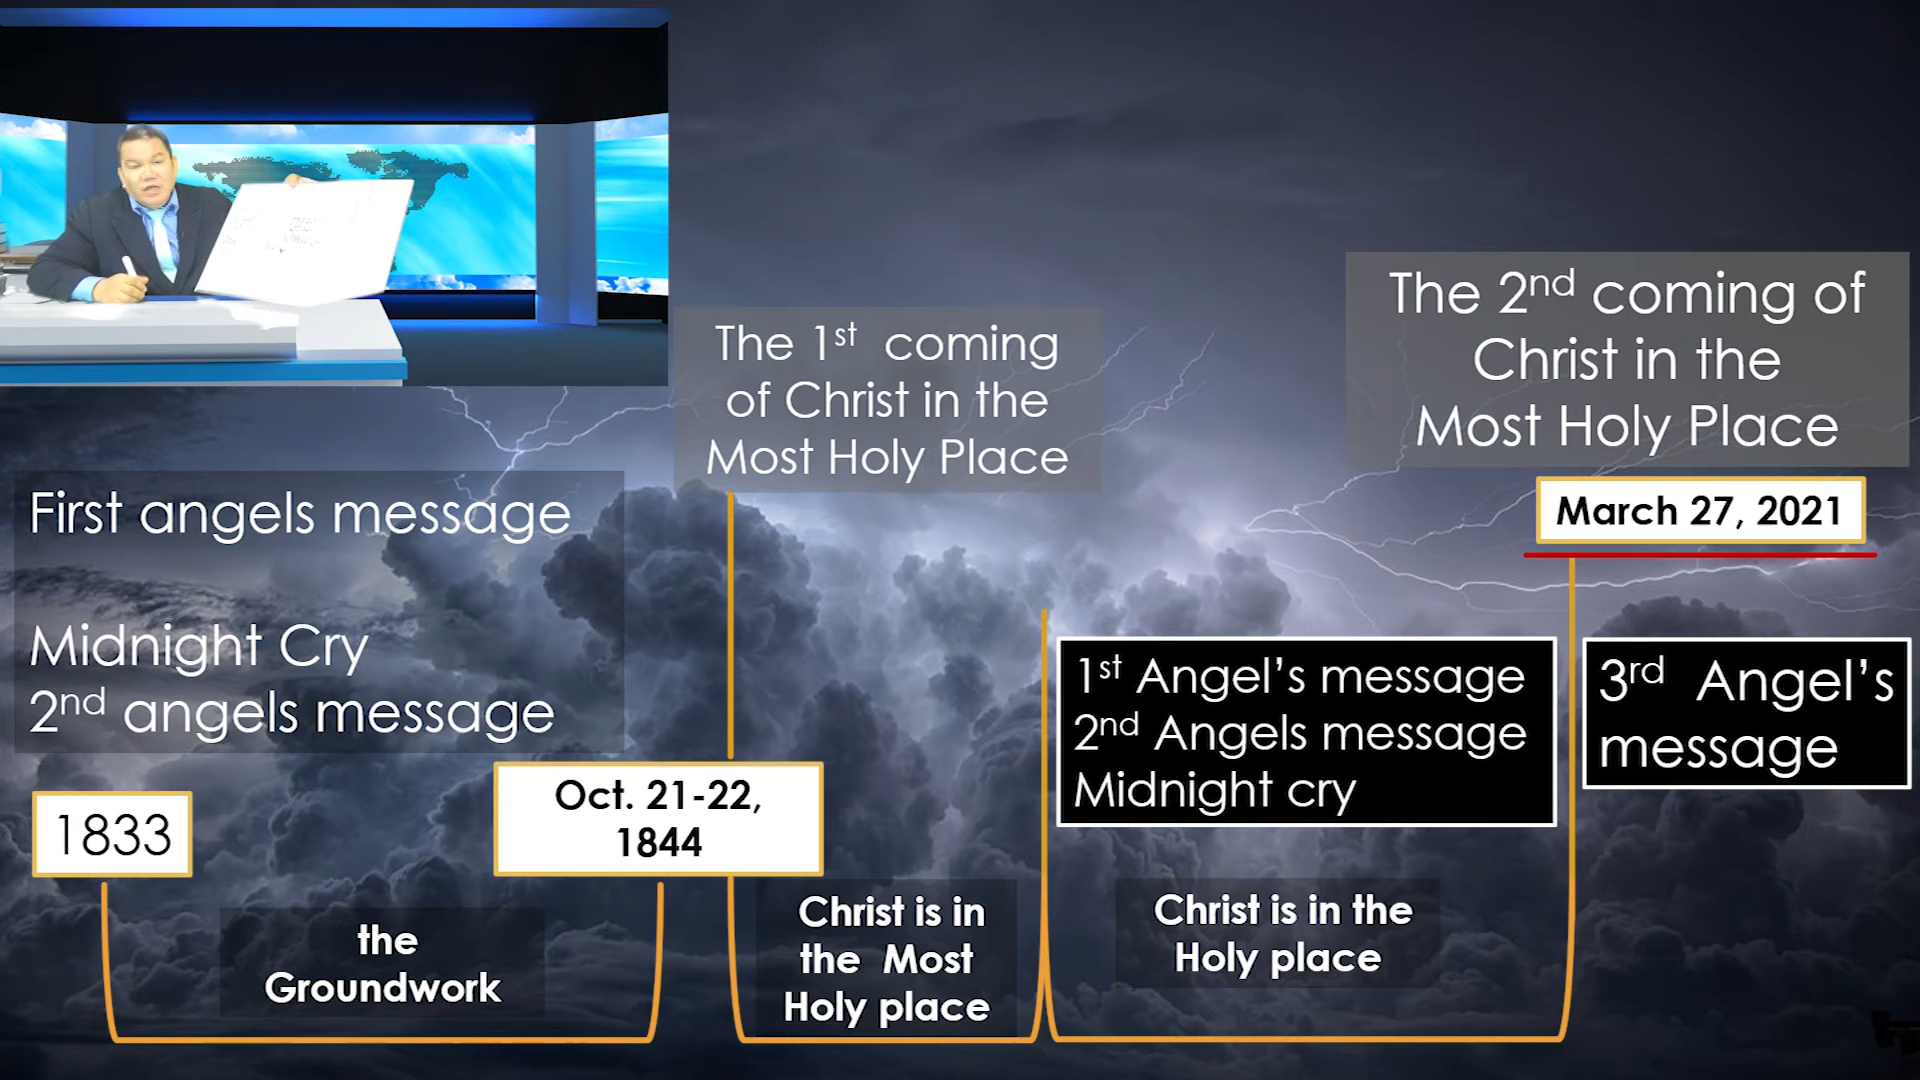 The 1st coming
of Christ in the
Most Holy Place
The 2nd coming of
Christ in the
Most Holy Place
March 27, 2021
First angels message
Midnight Cry
2nd angels message
1st Angel's message
2nd Angels message
Midnight cry
3rd Angel's
message
1833
Oct. 21-22,
1844
the
Groundwork
Christ is in
the Most
Holy place
Christ is in the
Holy place